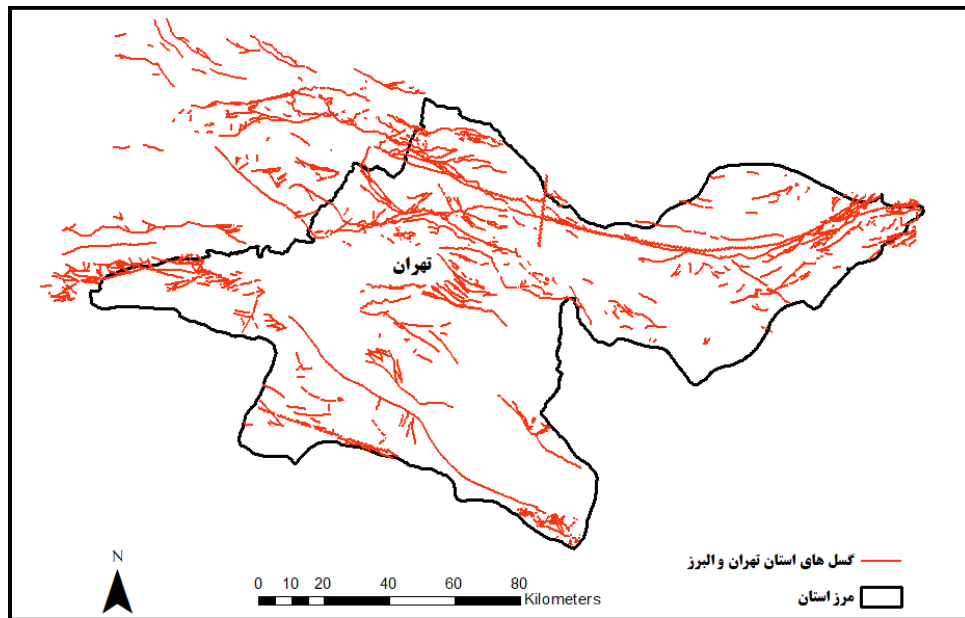 تهران
N
0 10 20 40 60 80
Kilometers
گسل های استان تهران و البرز
مرز استان